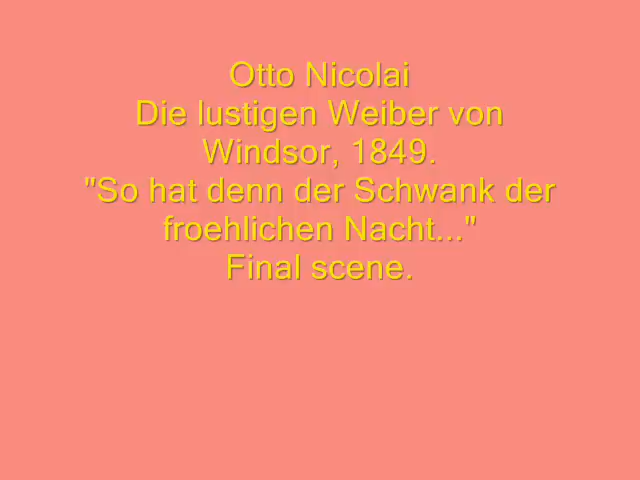 Otto Nicolai
Die lustigen Weiber von
Windsor, 1849.
"So hat denn der Schwank der
froehlichen Nacht..."
Final scene.